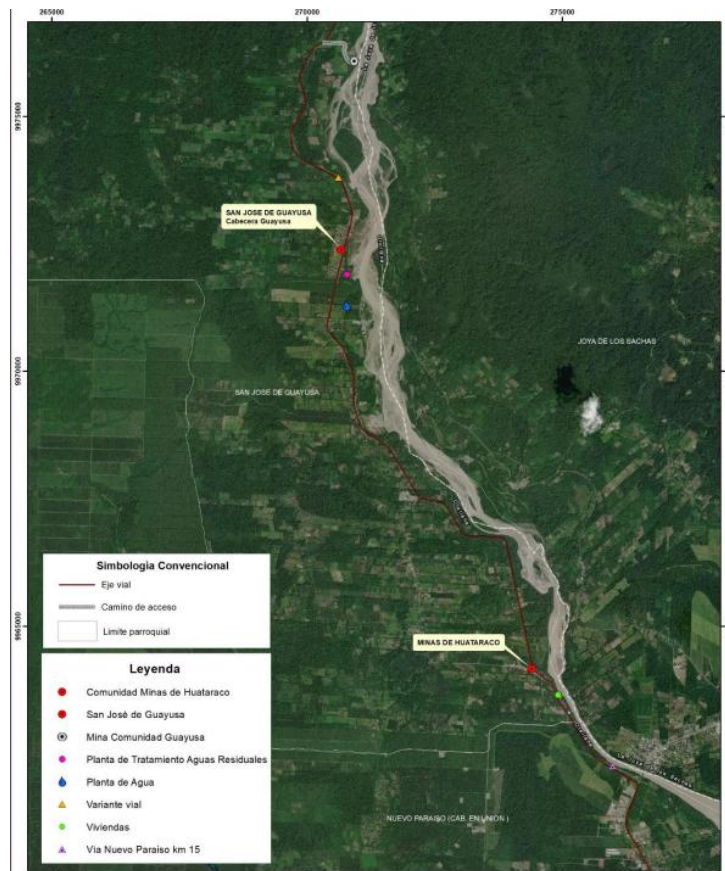 265000
270000
275000
9975000
SAN JOSE DE GUAYUSA
Cabecera Guayusa
9970000
JOYA DE LOS SACHAS
SAN JOSE DE GUAYUSA
Simbologia Convencional
Eje vial
Camino de acceso
Limite parroquial
9965000
MINAS DE HUATARACO
Leyenda
Comunidad Minas de Huataraco
San José de Guayusa
Mina Comunidad Guayusa
Planta de Tratamiento Aguas Residuales
Planta de Agua
Variante vial
Viviendas
Via Nuevo Paraiso km 15
NUEVO PARAISO (CAB. EN UNION )